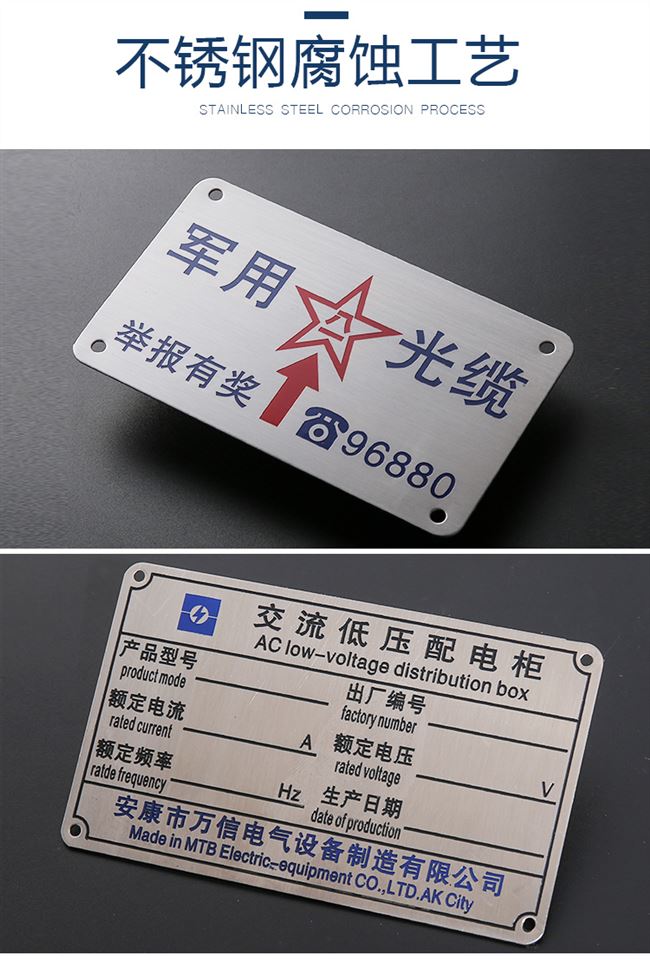 不锈钢腐蚀工艺
STAINLESS STEEL CORROSION PROCESS
军用 八一 光缆
举报有奖 ☎96880
交流低压配电柜
AC low-voltage distribution box
产品型号 出厂编号
product mode factory number
额定电流 A 额定电压 V
rated current rated voltage
额定频率 Hz 生产日期
ratde frequency date of production
安康市万信电气设备制造有限公司
Made in MTB Electric-equipment CO.,LTD.AK City